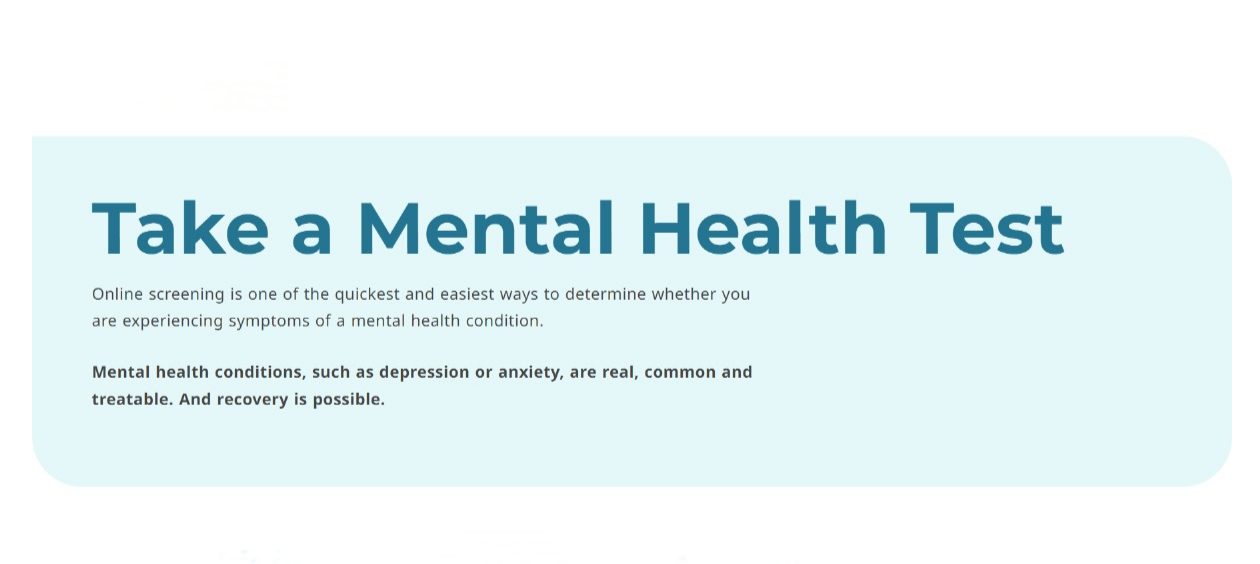 Take a Mental Health Test
Online screening is one of the quickest and easiest ways to determine whether you
are experiencing symptoms of a mental health condition.
Mental health conditions, such as depression or anxiety, are real, common and
treatable. And recovery is possible.